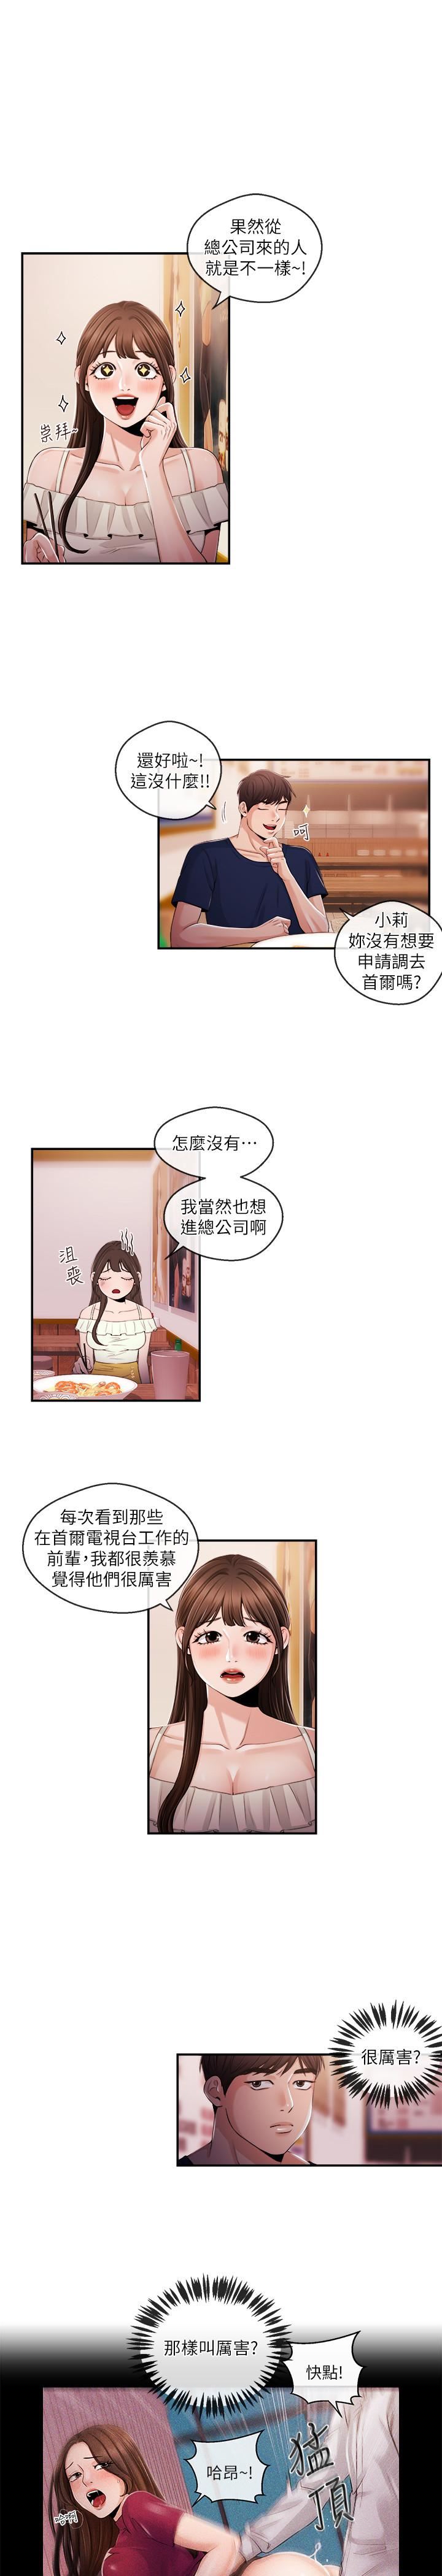 果然從
總公司來的人
就是不一樣~!
崇拜~
還好啦~!
這沒什麼!!
呵
小莉
妳沒有想要
申請調去
首爾嗎?
怎麼沒有…
我當然也想
進總公司啊
沮
喪
每次看到那些
在首爾電視台工作的
前輩，我都很羨慕
覺得他們很厲害
很厲害?
那樣叫厲害?
快點!
猛
頂
哈昂~!
哈啊